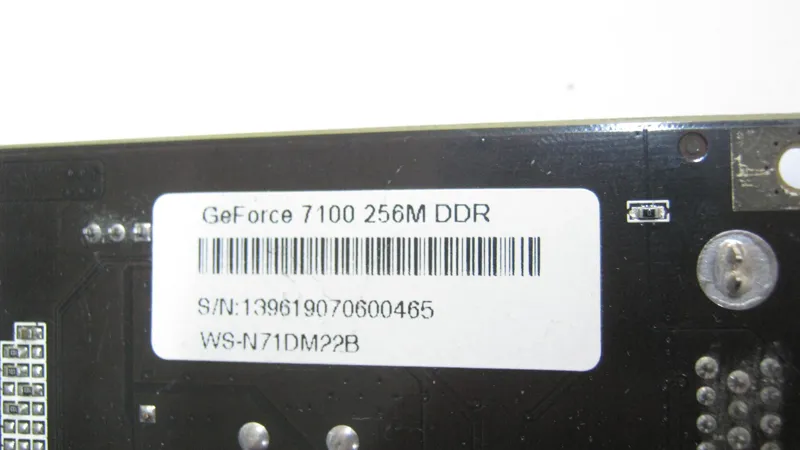 GeForce 7100 256M DDR
S/N:139619070600465
WS-N71DM22B